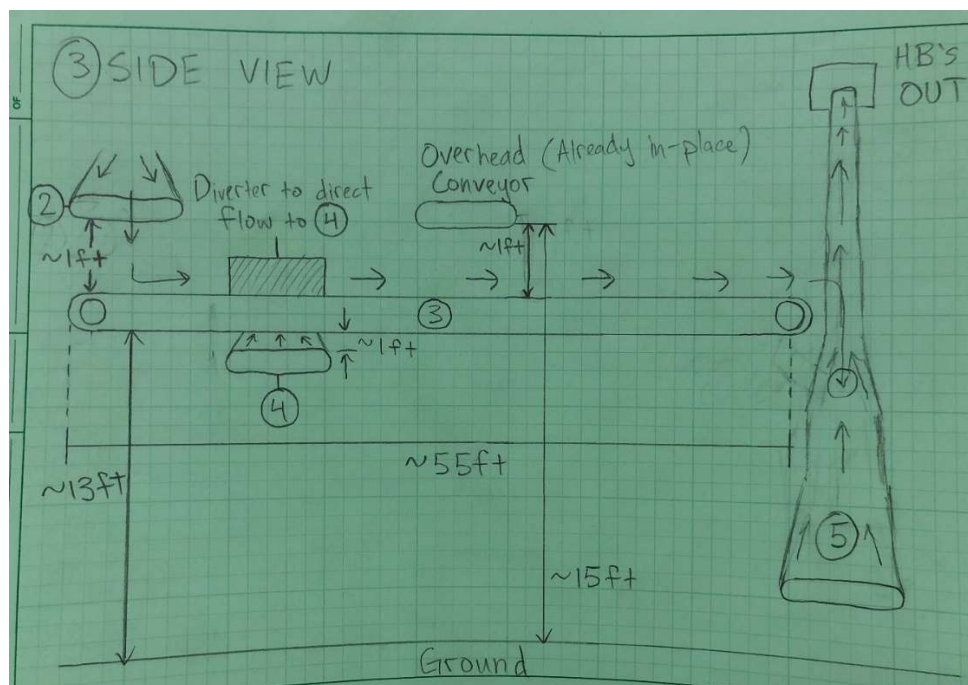 ③ SIDE VIEW
HB's
OUT
Overhead (Already in-place)
Conveyor
②
Diverter to direct
flow to ④
~1ft
~1ft
③
~1ft
④
~55ft
~13ft
⑤
~15ft
Ground
OF